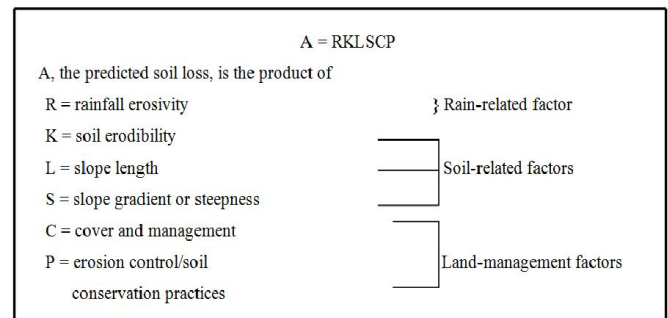 A = RKLSCP
A, the predicted soil loss, is the product of
R = rainfall erosivity } Rain-related factor
K = soil erodibility
L = slope length Soil-related factors
S = slope gradient or steepness
C = cover and management
P = erosion control/soil Land-management factors
conservation practices